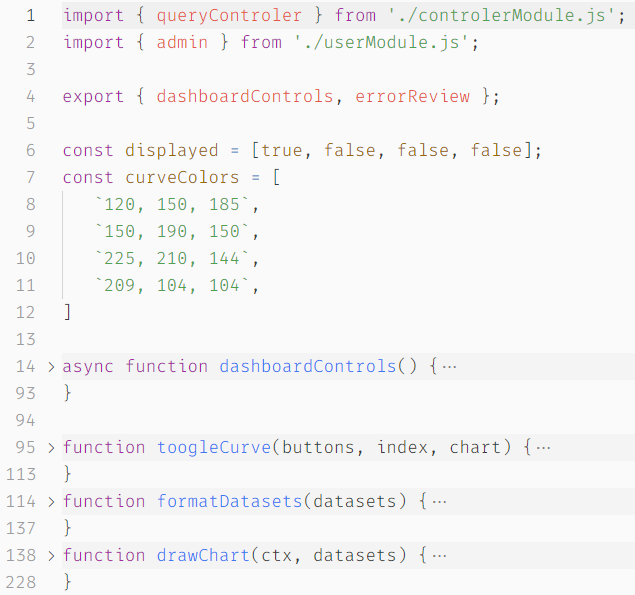 1 import { queryControler } from './controlerModule.js';
2 import { admin } from './userModule.js';
3
4 export { dashboardControls, errorReview };
5
6 const displayed = [true, false, false, false];
7 const curveColors = [
8 `120, 150, 185`,
9 `150, 190, 150`,
10 `225, 210, 144`,
11 `209, 104, 104`,
12 ]
13
14 > async function dashboardControls() {···
93 }
94
95 > function toogleCurve(buttons, index, chart) {···
113 }
114 > function formatDatasets(datasets) {···
137 }
138 > function drawChart(ctx, datasets) {···
228 }